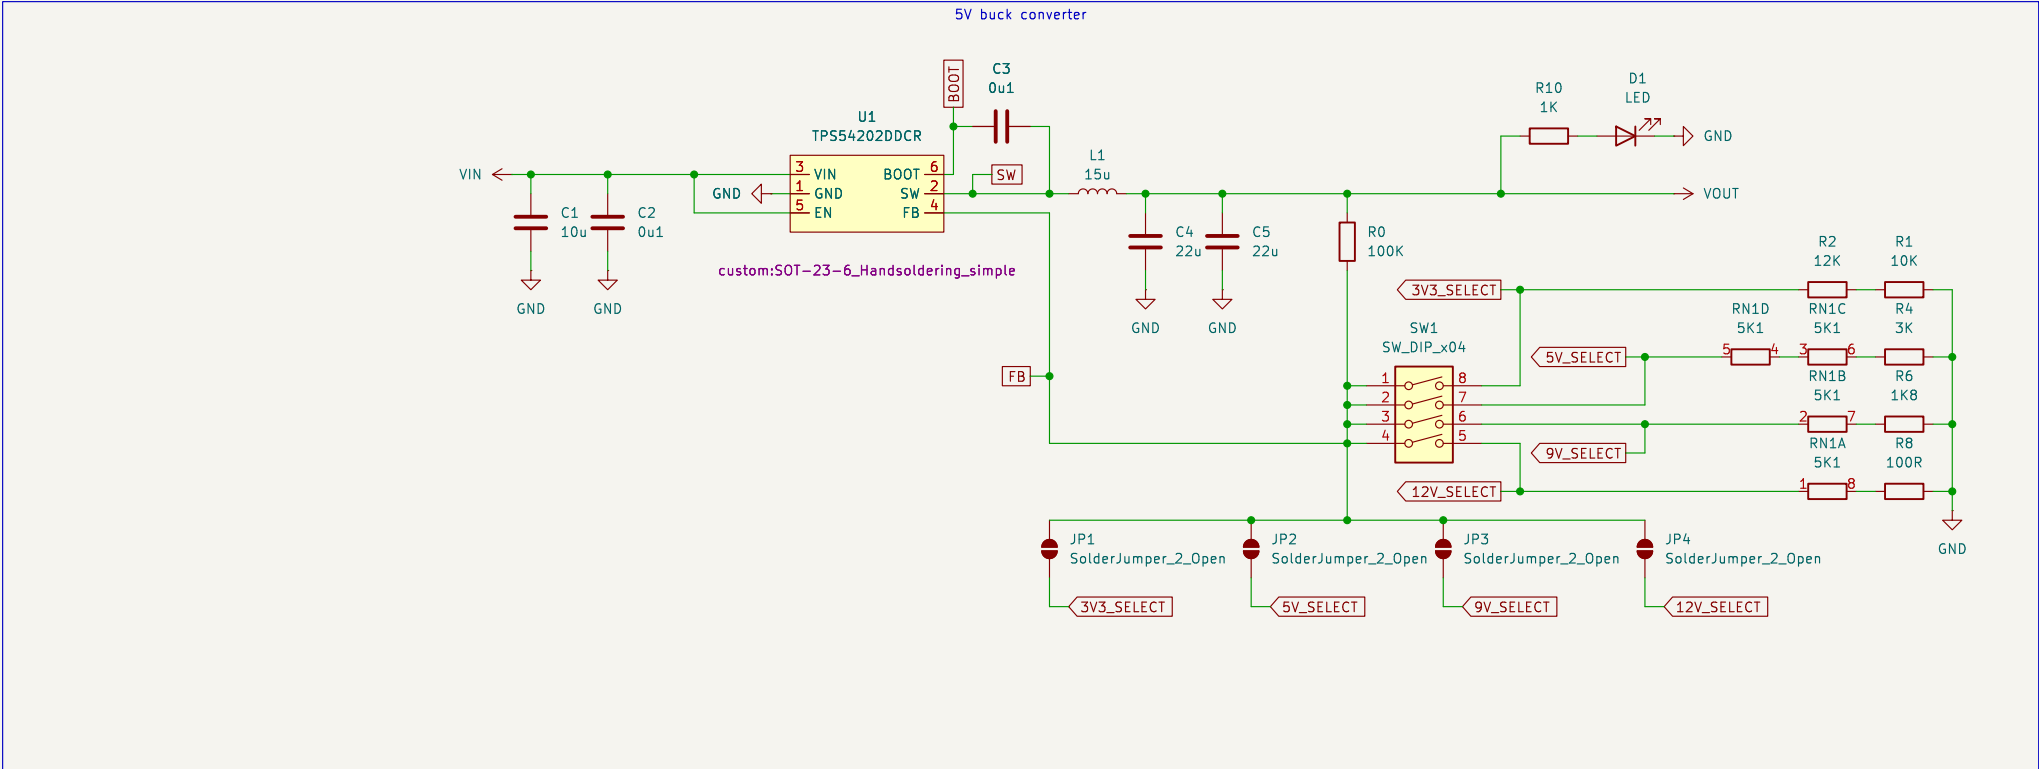 5V buck converter
BOOT
C3
0u1
D1
LED
R10
1K
U1
TPS54202DDCR
VIN
3 VIN
1 GND
5 EN
BOOT 6
SW 2
FB 4
GND
SW
L1
15u
GND
VOUT
C1
10u
C2
0u1
GND
GND
custom:SOT-23-6_Handsoldering_simple
C4
22u
C5
22u
GND
GND
R0
100K
R2
12K
R1
10K
3V3_SELECT
RN1D
5K1
RN1C
5K1
R4
3K
SW1
SW_DIP_x04
5V_SELECT
5 4
3 6
FB
RN1B
5K1
R6
1K8
1 8
2 7
3 6
4 5
2 7
9V_SELECT
RN1A
5K1
R8
100R
12V_SELECT
1 8
GND
JP1
SolderJumper_2_Open
JP2
SolderJumper_2_Open
JP3
SolderJumper_2_Open
JP4
SolderJumper_2_Open
3V3_SELECT
5V_SELECT
9V_SELECT
12V_SELECT